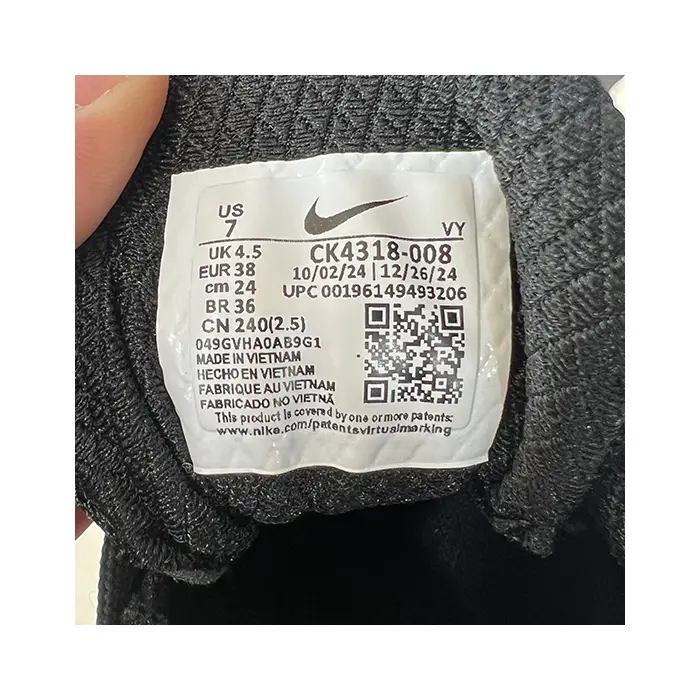 US
7
VY
UK 4.5
EUR 38
cm 24
BR 36
CN 240(2.5)
CK4318-008
10/02/24 | 12/26/24
UPC 00196149493206
049GVHA0AB9G1
MADE IN VIETNAM
HECHO EN VIETNAM
FABRIQUE AU VIETNAM
FABRICADO NO VIETNÃ
This product is covered by one or more patents:
www.nike.com/patentsvirtualmarking